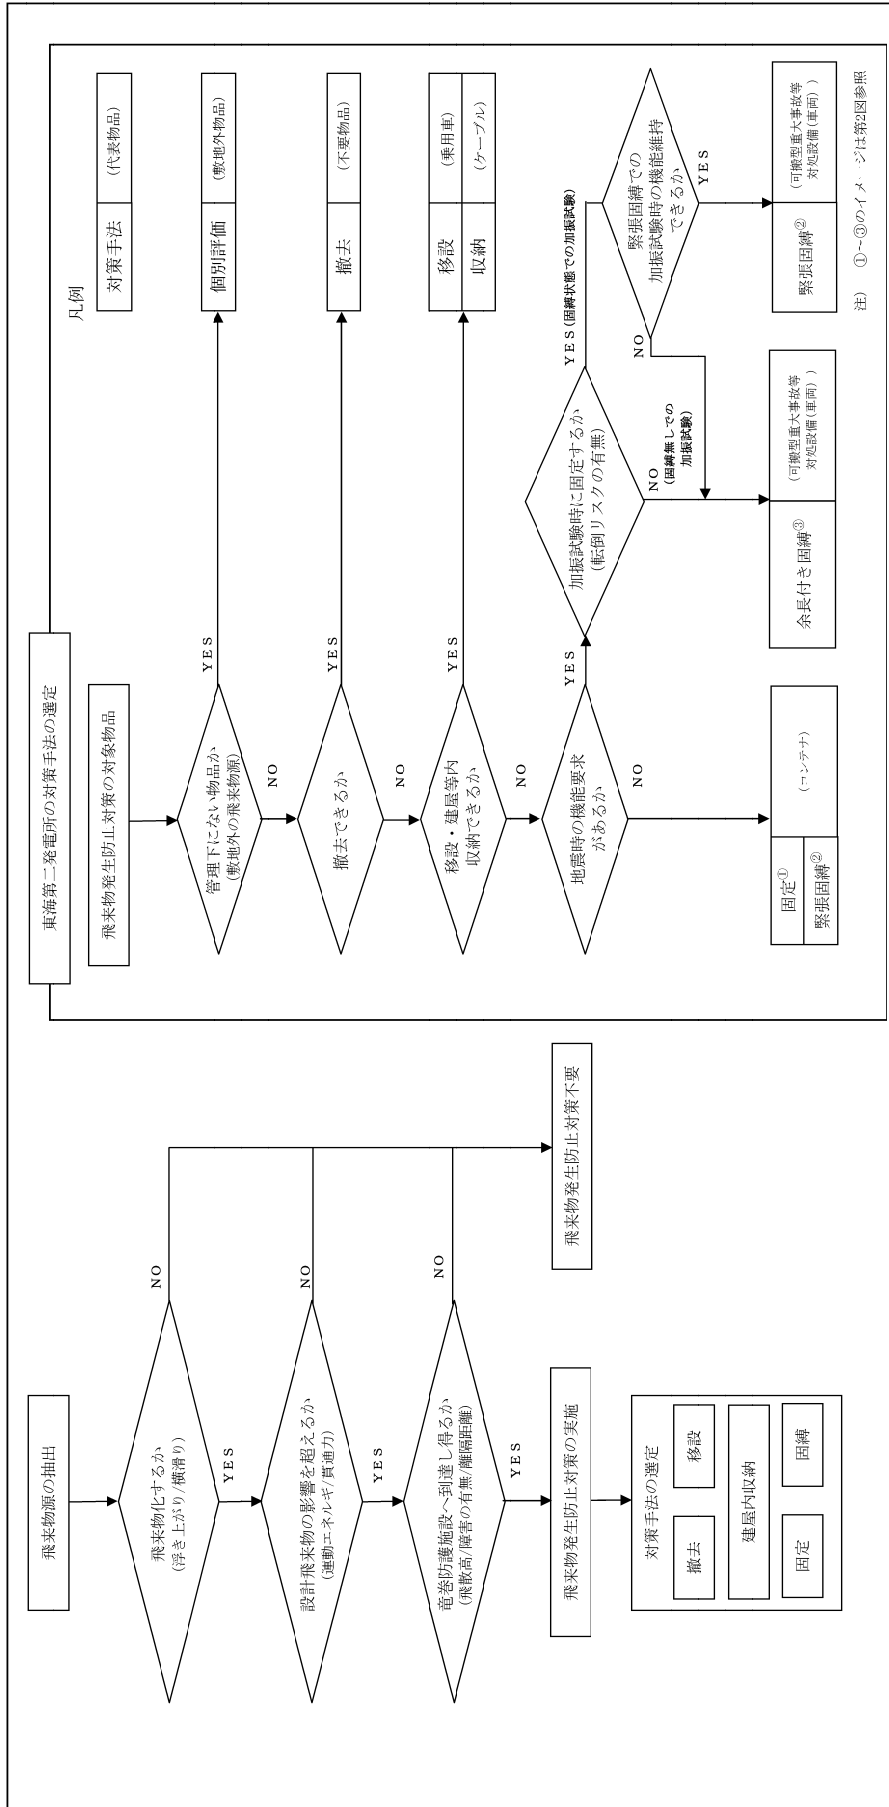 飛来物源の抽出
飛来物化するか
(浮き上がり/横滑り)
NO
YES
設計飛来物の影響を超えるか
(運動エネルギ/貫通力)
NO
YES
竜巻防護施設へ到達し得るか
(飛散高/障害の有無/離隔距離)
NO
YES
飛来物発生防止対策不要
飛来物発生防止対策の実施
対策手法の選定
撤去
移設
建屋内収納
固定
固縛
東海第二発電所の対策手法の選定
凡例
対策手法
(代表物品)
飛来物発生防止対策の対象物品
管理下にない物品か
(敷地外の飛来物源)
YES
個別評価
(敷地外物品)
NO
撤去できるか
YES
撤去
(不要物品)
NO
移設・建屋等内
収納できるか
YES
移設
(乗用車)
収納
(ケーブル)
NO
地震時の機能要求
があるか
YES
加振試験時に固定するか
(転倒リスクの有無)
YES(固縛状態での加振試験)
緊張固縛での
加振試験時の機能維持
できるか
NO
YES
NO
(固縛無しでの
加振試験)
NO
固定①
緊張固縛②
(コンテナ)
余長付き固縛③
(可搬型重大事故等
対処設備(車両))
緊張固縛②
(可搬型重大事故等
対処設備(車両))
注) ①~③のイメージは第2図参照